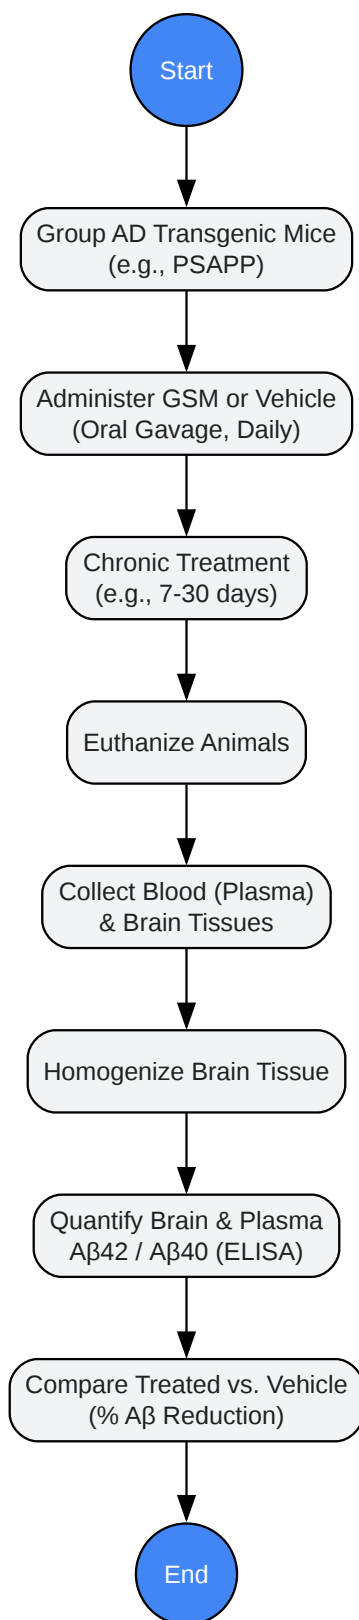 Start
Group AD Transgenic Mice
(e.g., PSAPP)
Administer GSM or Vehicle
(Oral Gavage, Daily)
Chronic Treatment
(e.g., 7-30 days)
Euthanize Animals
Collect Blood (Plasma)
& Brain Tissues
Homogenize Brain Tissue
Quantify Brain & Plasma
Aβ42 / Aβ40 (ELISA)
Compare Treated vs. Vehicle
(% Aβ Reduction)
End